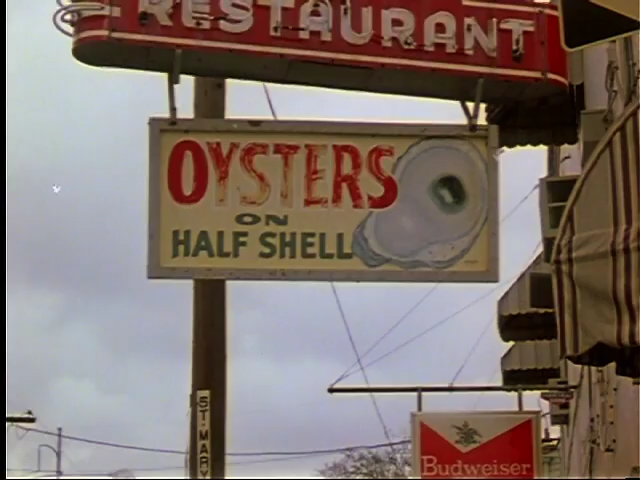 RESTAURANT
OYSTERS
ON
HALF SHELL
ST. MARY
Budweiser